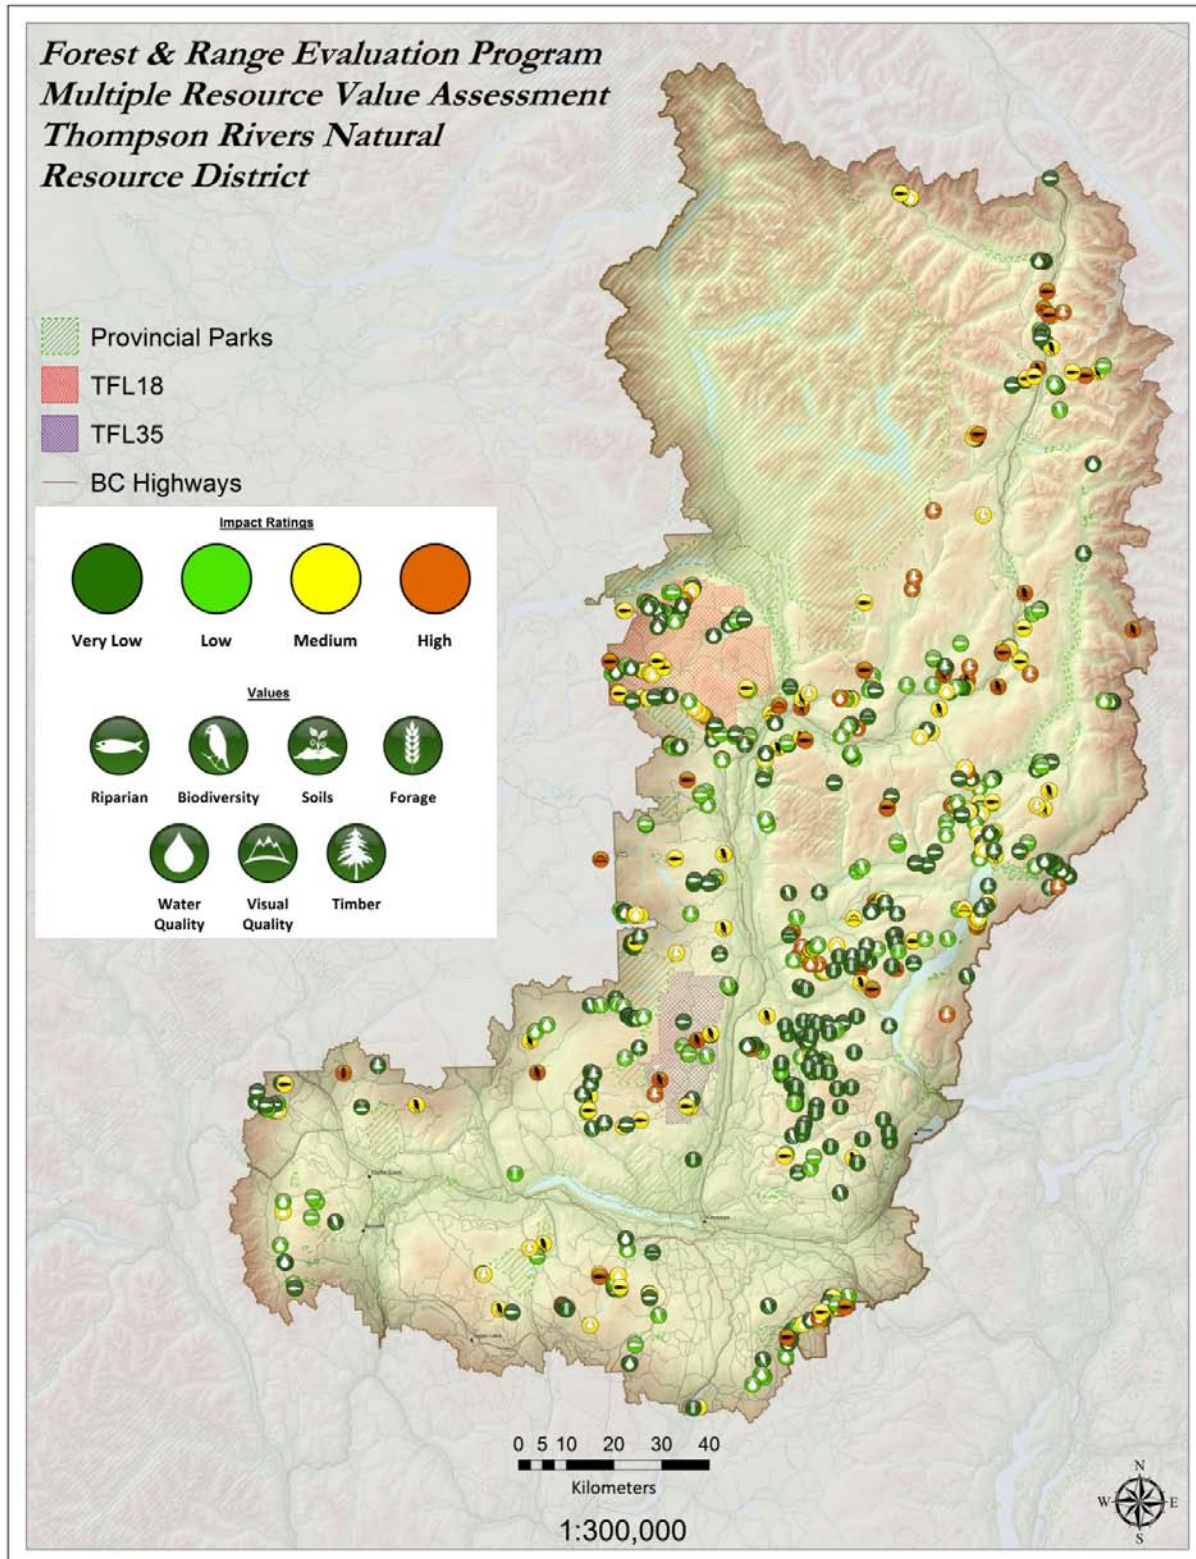 Forest & Range Evaluation Program
Multiple Resource Value Assessment
Thompson Rivers Natural
Resource District
Provincial Parks
TFL18
TFL35
BC Highways
Impact Ratings
Very Low Low Medium High
Values
Riparian Biodiversity Soils Forage
Water Visual Timber
Quality Quality
0 5 10 20 30 40
Kilometers
1:300,000
N
W E
S